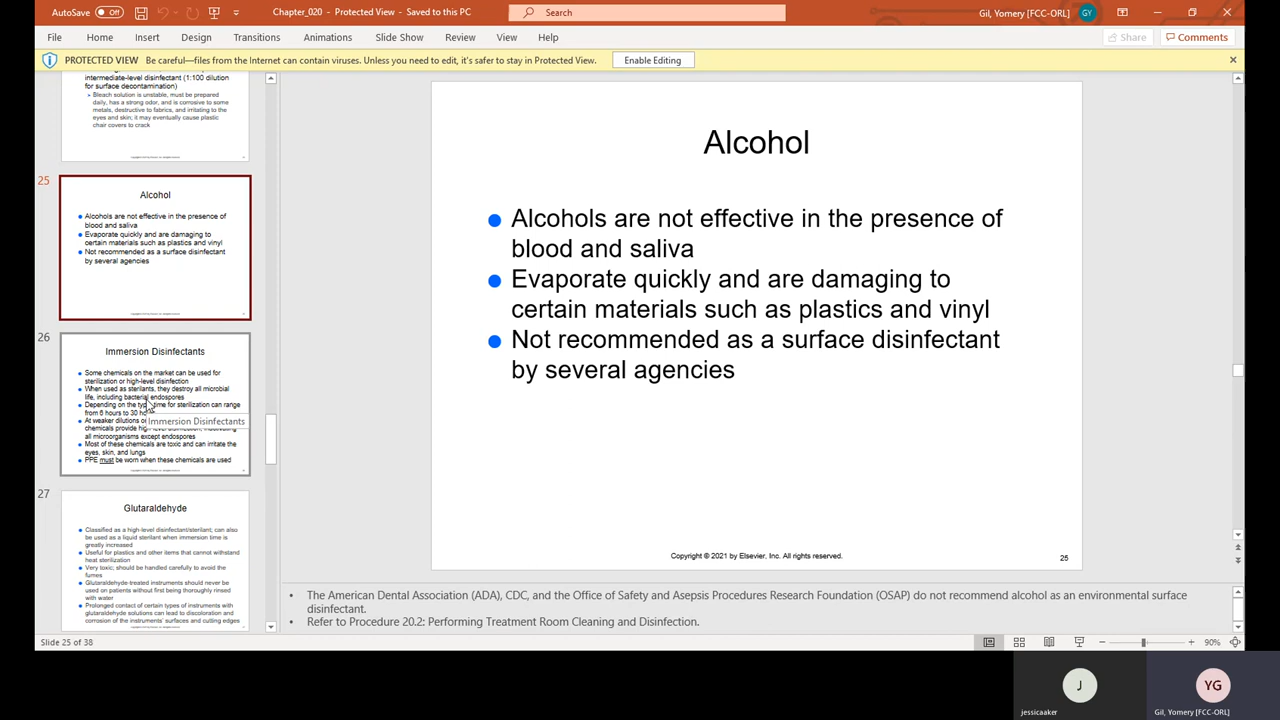 AutoSave Off
Chapter_020 - Protected View - Saved to this PC
Search
Gil, Yomery [FCC-ORL]
GY
File Home Insert Design Transitions Animations Slide Show Review View Help
Share
Comments
PROTECTED VIEW Be careful—files from the Internet can contain viruses. Unless you need to edit, it's safer to stay in Protected View.
Enable Editing
intermediate-level disinfectant (1:100 dilution
for surface decontamination)
Bleach solution is unstable, must be prepared
daily, has a strong odor, and is corrosive to some
metals, destructive to fabrics, and irritating to the
eyes and skin; it may eventually cause plastic
chair covers to crack
25
Alcohol
Alcohols are not effective in the presence of
blood and saliva
Evaporate quickly and are damaging to
certain materials such as plastics and vinyl
Not recommended as a surface disinfectant
by several agencies
26
Immersion Disinfectants
Some chemicals on the market can be used for
sterilization or high-level disinfection
When used as sterilants, they destroy all microbial
life, including bacterial endospores
Depending on the type, time for sterilization can range
from 6 hours to 30 ho
At weaker dilutions o
chemicals provide
all microorganisms except endospores
Most of these chemicals are toxic and can irritate the
eyes, skin, and lungs
PPE must be worn when these chemicals are used
Immersion Disinfectants
27
Glutaraldehyde
Classified as a high-level disinfectant/sterilant; can also
be used as a liquid sterilant when immersion time is
greatly increased
Useful for plastics and other items that cannot withstand
heat sterilization
Very toxic; should be handled carefully to avoid the
fumes
Glutaraldehyde-treated instruments should never be
used on patients without first being thoroughly rinsed
with water
Prolonged contact of certain types of instruments with
glutaraldehyde solutions can lead to discoloration and
corrosion of the instruments' surfaces and cutting edges
Alcohol
Alcohols are not effective in the presence of
blood and saliva
Evaporate quickly and are damaging to
certain materials such as plastics and vinyl
Not recommended as a surface disinfectant
by several agencies
Copyright © 2021 by Elsevier, Inc. All rights reserved.
25
The American Dental Association (ADA), CDC, and the Office of Safety and Asepsis Procedures Research Foundation (OSAP) do not recommend alcohol as an environmental surface
disinfectant.
Refer to Procedure 20.2: Performing Treatment Room Cleaning and Disinfection.
Slide 25 of 38
90%
J
jessicaaker
YG
Gil, Yomery [FCC-ORL]